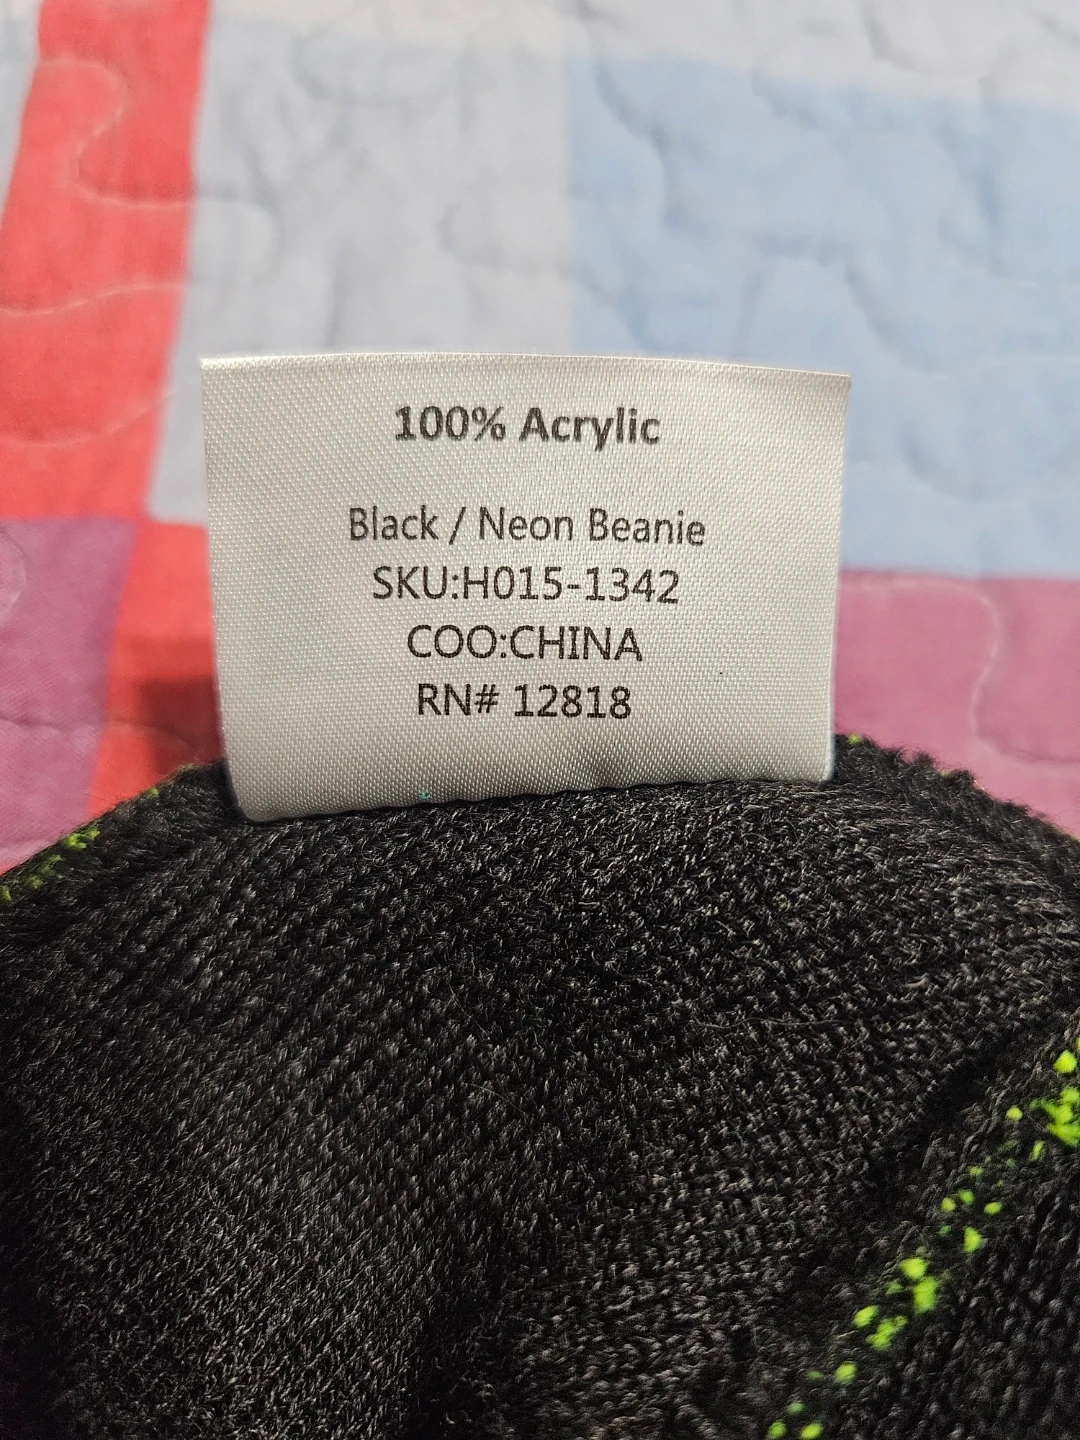 100% Acrylic
Black / Neon Beanie
SKU:H015-1342
COO:CHINA
RN# 12818